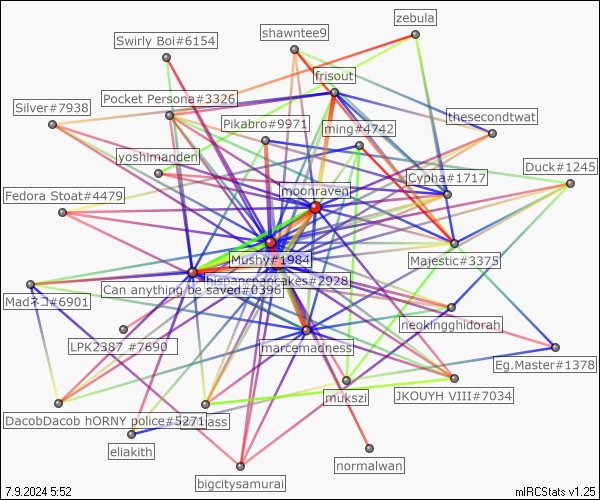 zebula
shawntee9
Swirly Boi#6154
frisout
Pocket Persona#3326
Silver#7938
thesecondtwat
Pikabro#9971
ming#4742
yoshimanden
Duck#1245
Cypha#1717
moonraven
Fedora Stoat#4479
Mushy#1984
Majestic#3375
hispancpancakes#2928
Can anything be saved#0396
Madネコ#6901
neokingghidorah
LPK2387 #7690
marcemadness
Eg.Master#1378
JKOUYH VIII#7034
mukszi
DacobDacob hORNY police#5271
ass
eliakith
normalwan
bigcitysamurai
7.9.2024 5:52
mIRCStats v1.25